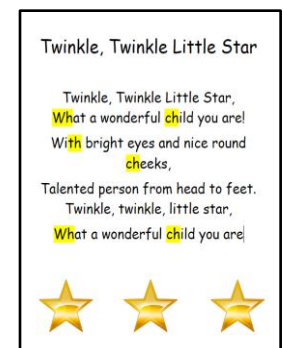 Twinkle, Twinkle Little Star
Twinkle, Twinkle Little Star,
What a wonderful child you are!
With bright eyes and nice round
cheeks,
Talented person from head to feet.
Twinkle, twinkle, little star,
What a wonderful child you are